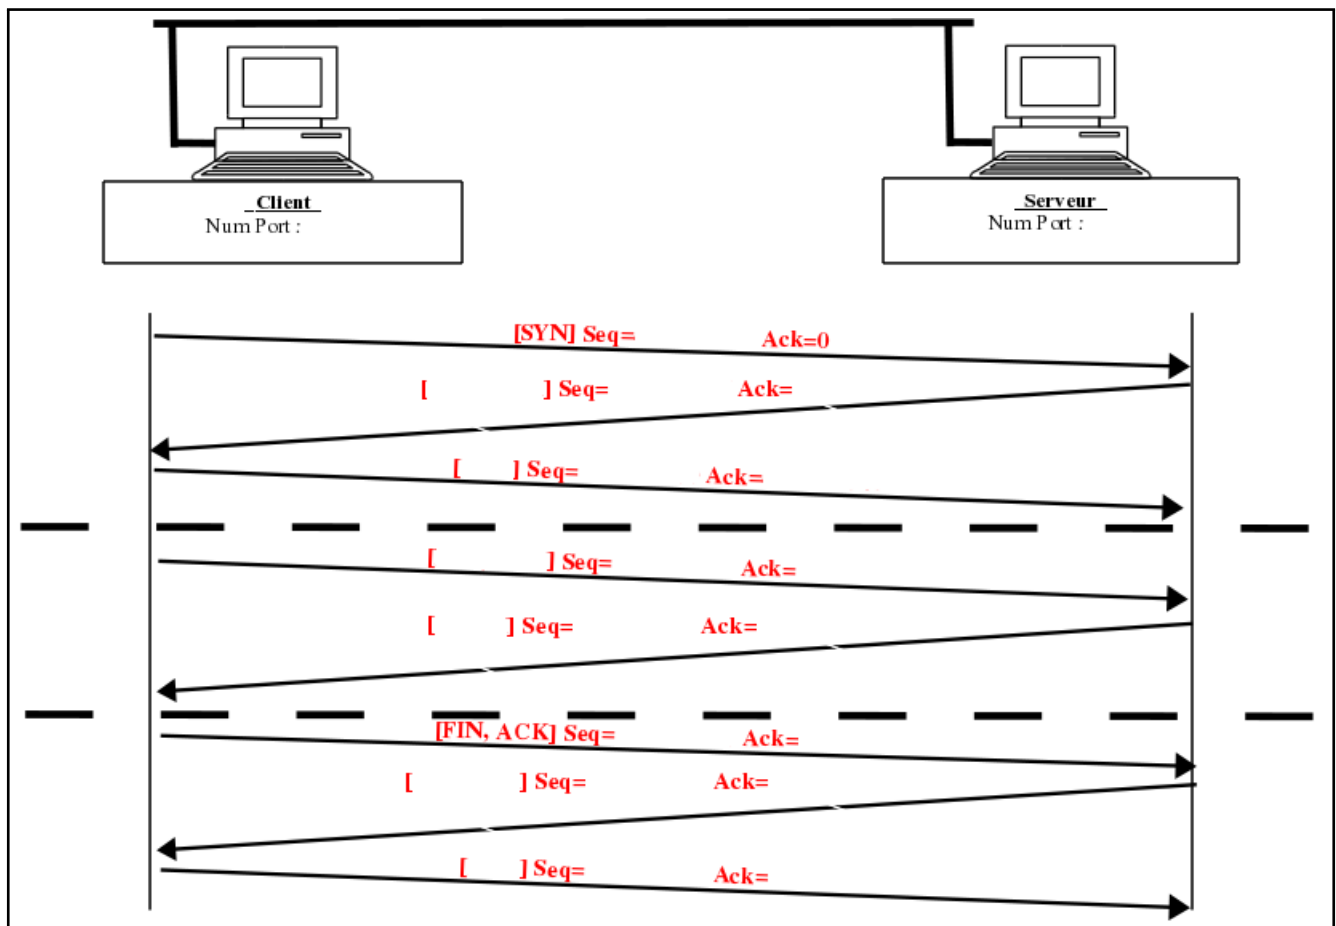 Client
Num Port :
Serveur
Num Port :
[SYN] Seq= Ack=0
[ ] Seq= Ack=
[ ] Seq= Ack=
[ ] Seq= Ack=
[ ] Seq= Ack=
[FIN, ACK] Seq= Ack=
[ ] Seq= Ack=
[ ] Seq= Ack=